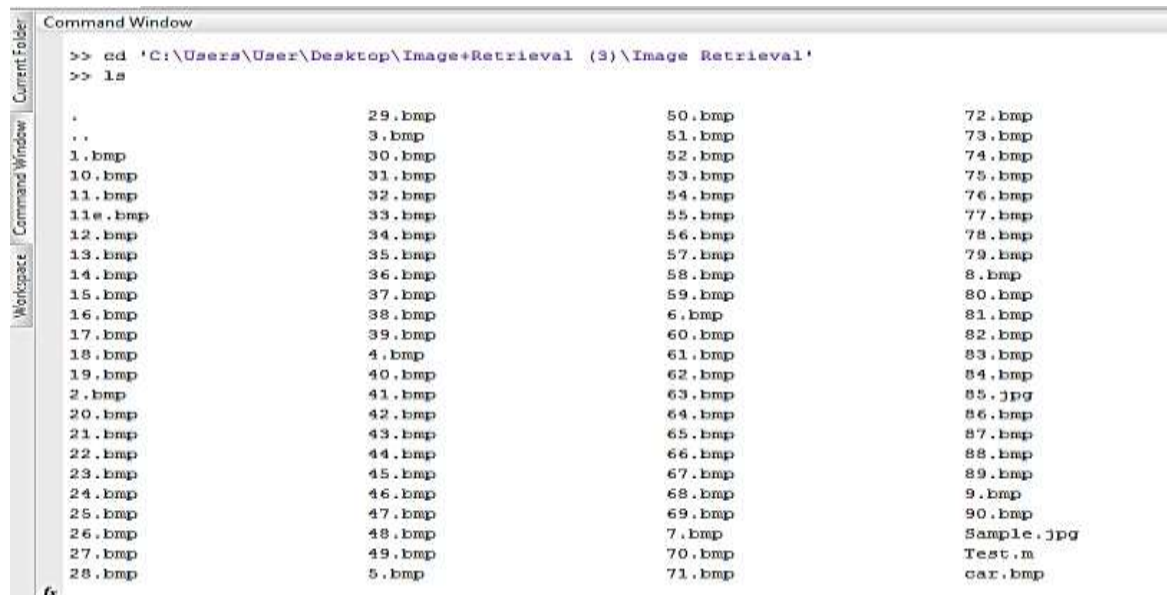 Command Window
Current Folder
Command Window
Workspace
>> cd 'C:\Users\User\Desktop\Image+Retrieval (3)\Image Retrieval'
>> ls
. 29.bmp 50.bmp 72.bmp
.. 3.bmp 51.bmp 73.bmp
1.bmp 30.bmp 52.bmp 74.bmp
10.bmp 31.bmp 53.bmp 75.bmp
11.bmp 32.bmp 54.bmp 76.bmp
11e.bmp 33.bmp 55.bmp 77.bmp
12.bmp 34.bmp 56.bmp 78.bmp
13.bmp 35.bmp 57.bmp 79.bmp
14.bmp 36.bmp 58.bmp 8.bmp
15.bmp 37.bmp 59.bmp 80.bmp
16.bmp 38.bmp 6.bmp 81.bmp
17.bmp 39.bmp 60.bmp 82.bmp
18.bmp 4.bmp 61.bmp 83.bmp
19.bmp 40.bmp 62.bmp 84.bmp
2.bmp 41.bmp 63.bmp 85.jpg
20.bmp 42.bmp 64.bmp 86.bmp
21.bmp 43.bmp 65.bmp 87.bmp
22.bmp 44.bmp 66.bmp 88.bmp
23.bmp 45.bmp 67.bmp 89.bmp
24.bmp 46.bmp 68.bmp 9.bmp
25.bmp 47.bmp 69.bmp 90.bmp
26.bmp 48.bmp 7.bmp Sample.jpg
27.bmp 49.bmp 70.bmp Test.m
28.bmp 5.bmp 71.bmp car.bmp
fx